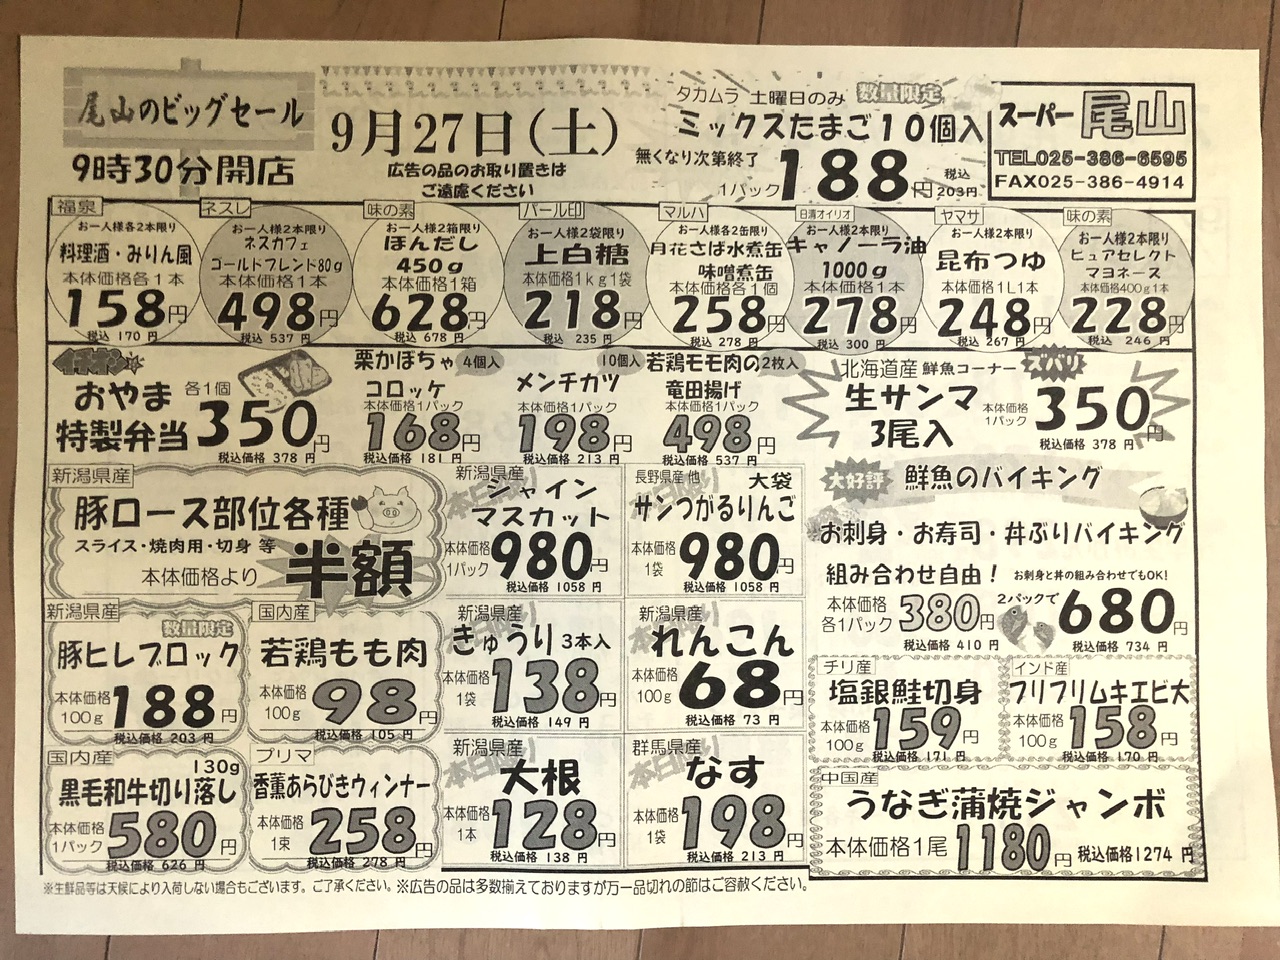 尾山のビッグセール
9時30分開店
9月27日(土)
広告の品のお取り置きは
ご遠慮ください
タカムラ 土曜日のみ 数量限定
ミックスたまご10個入
無くなり次第終了
1パック 188円 税込 203円
スーパー 尾山
TEL025-386-6595
FAX025-386-4914
福泉
お一人様各2本限り
料理酒・みりん風
本体価格各1本
158円
税込 170 円
ネスレ
お一人様2本限り
ネスカフェ
ゴールドブレンド80g
本体価格1本
498円
税込 537 円
味の素
お一人様2箱限り
ほんだし
450g
本体価格1箱
628円
税込 678 円
パール印
お一人様2袋限り
上白糖
本体価格1kg1袋
218円
税込 235 円
マルハ
お一人様各2缶限り
月花さば水煮缶
味噌煮缶
本体価格各1個
258円
税込 278 円
日清オイリオ
お一人様2本限り
キャノーラ油
1000g
本体価格1本
278円
税込 300 円
ヤマサ
お一人様2本限り
昆布つゆ
本体価格1L1本
248円
税込 267 円
味の素
お一人様2本限り
ピュアセレクト
マヨネーズ
本体価格400g1本
228円
税込 246 円
イチオシ
おやま
特製弁当
各1個
350円
税込価格 378 円
栗かぼちゃ 4個入
コロッケ
本体価格1パック
168円
税込価格 181 円
10個入
メンチカツ
本体価格1パック
198円
税込価格 213 円
若鶏モモ肉の 2枚入
竜田揚げ
本体価格1パック
498円
税込価格 537 円
北海道産 鮮魚コーナー ズバリ
生サンマ
3尾入
本体価格
1パック
350円
税込価格 378 円
新潟県産
豚ロース部位各種
スライス・焼肉用・切身 等
本体価格より 半額
新潟県産
本日限り
シャイン
マスカット
本体価格
1パック
980円
税込価格 1058 円
長野県産 他 大袋
本日限り
サンつがるりんご
本体価格
1袋
980円
税込価格 1058 円
大好評 鮮魚のバイキング
お刺身・お寿司・丼ぶりバイキング
組み合わせ自由! お刺身と丼の組み合わせでもOK!
本体価格
各1パック
380円
税込価格 410 円
2パックで 680円
税込価格 734 円
新潟県産
数量限定
豚ヒレブロック
本体価格
100g
188円
税込価格 203 円
国内産
若鶏もも肉
本体価格
100g
98円
税込価格 105 円
新潟県産
本日限り
きゅうり 3本入
本体価格
1袋
138円
税込価格 149 円
新潟県産
本日限り
れんこん
本体価格
100g
68円
税込価格 73 円
チリ産
塩銀鮭切身
本体価格
100g
159円
税込価格 171 円
インド産
プリプリムキエビ大
本体価格
100g
158円
税込価格 170 円
国内産
130g
黒毛和牛切り落し
本体価格
1パック
580円
税込価格 626 円
プリマ
香薫あらびきウィンナー
本体価格
1束
258円
税込価格 278 円
新潟県産
本日限り
大根
本体価格
1本
128円
税込価格 138 円
群馬県産
本日限り
なす
本体価格
1袋
198円
税込価格 213 円
中国産
うなぎ蒲焼ジャンボ
本体価格1尾 1180円 税込価格1274 円
※生鮮品等は天候により入荷しない場合もございます。ご了承ください。※広告の品は多数揃えておりますが万一品切れの節はご容赦ください。